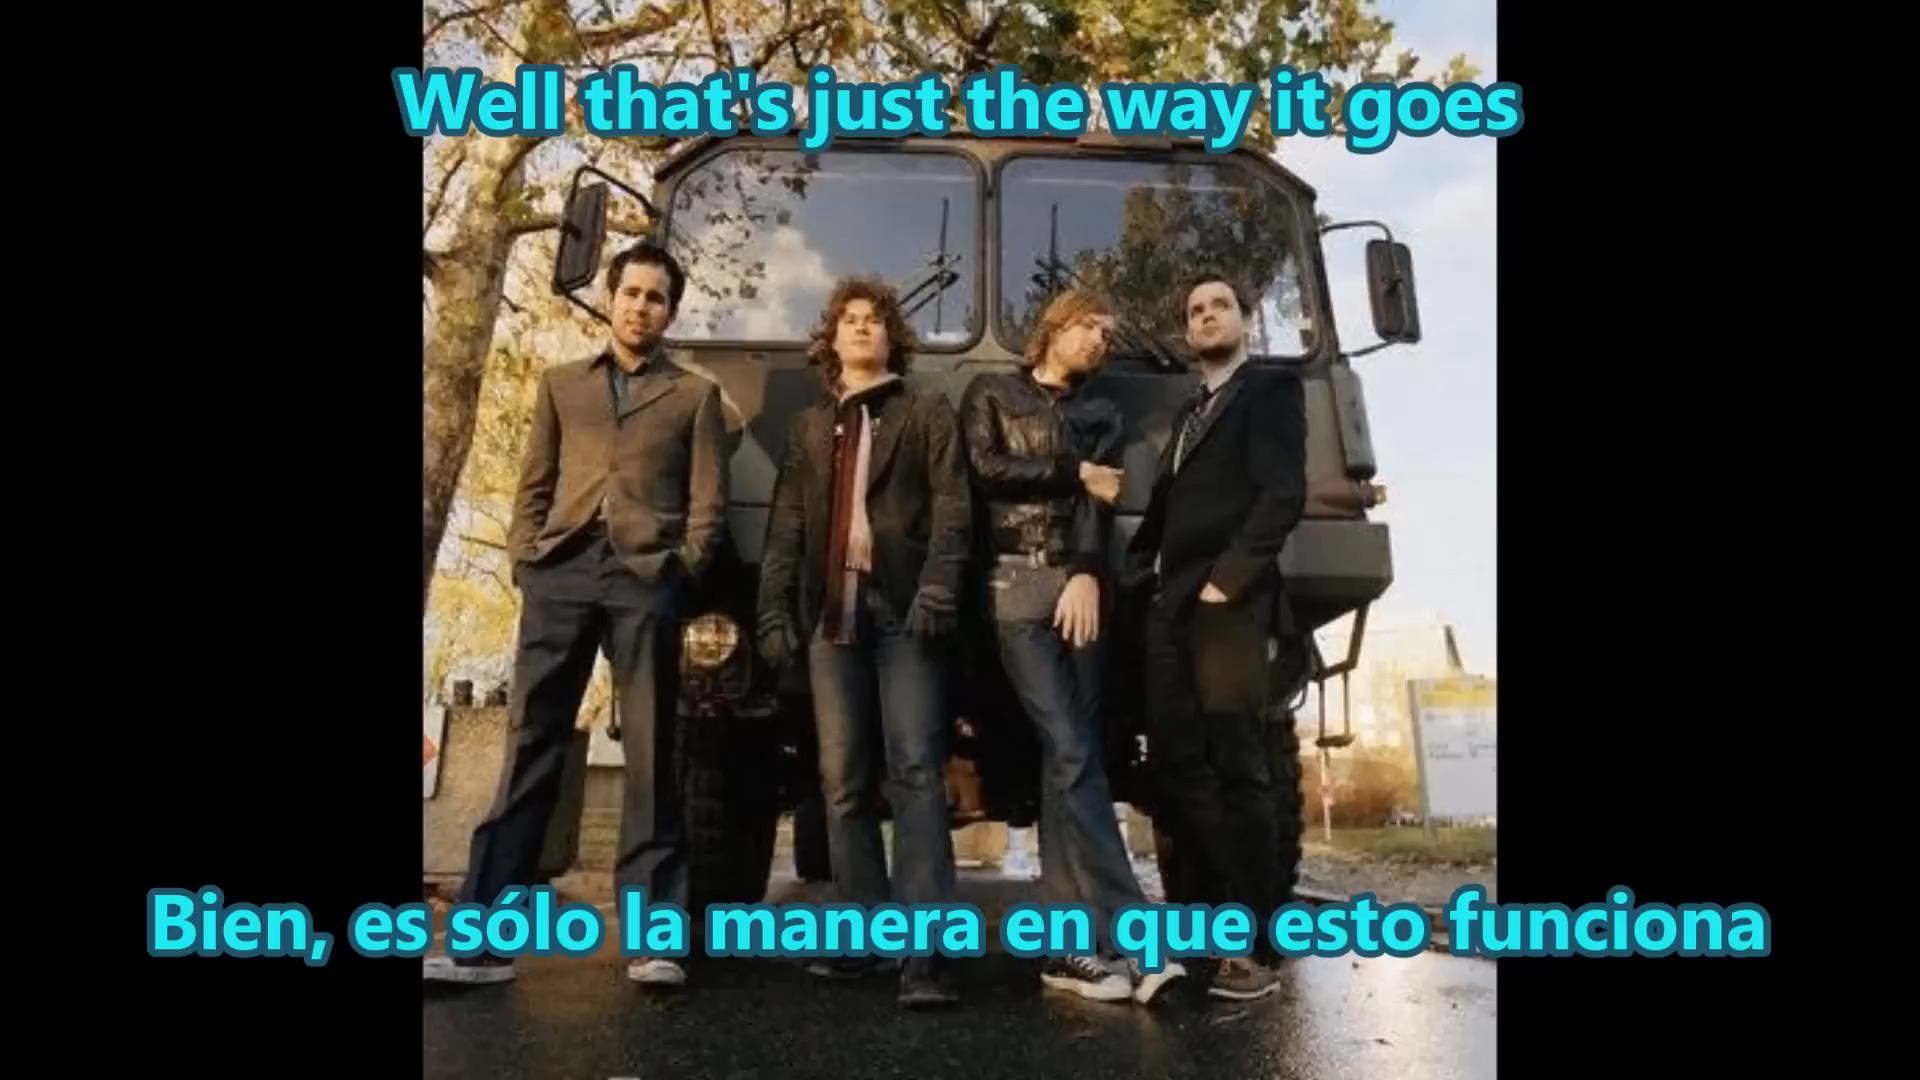 Well that's just the way it goes
Bien, es sólo la manera en que esto funciona